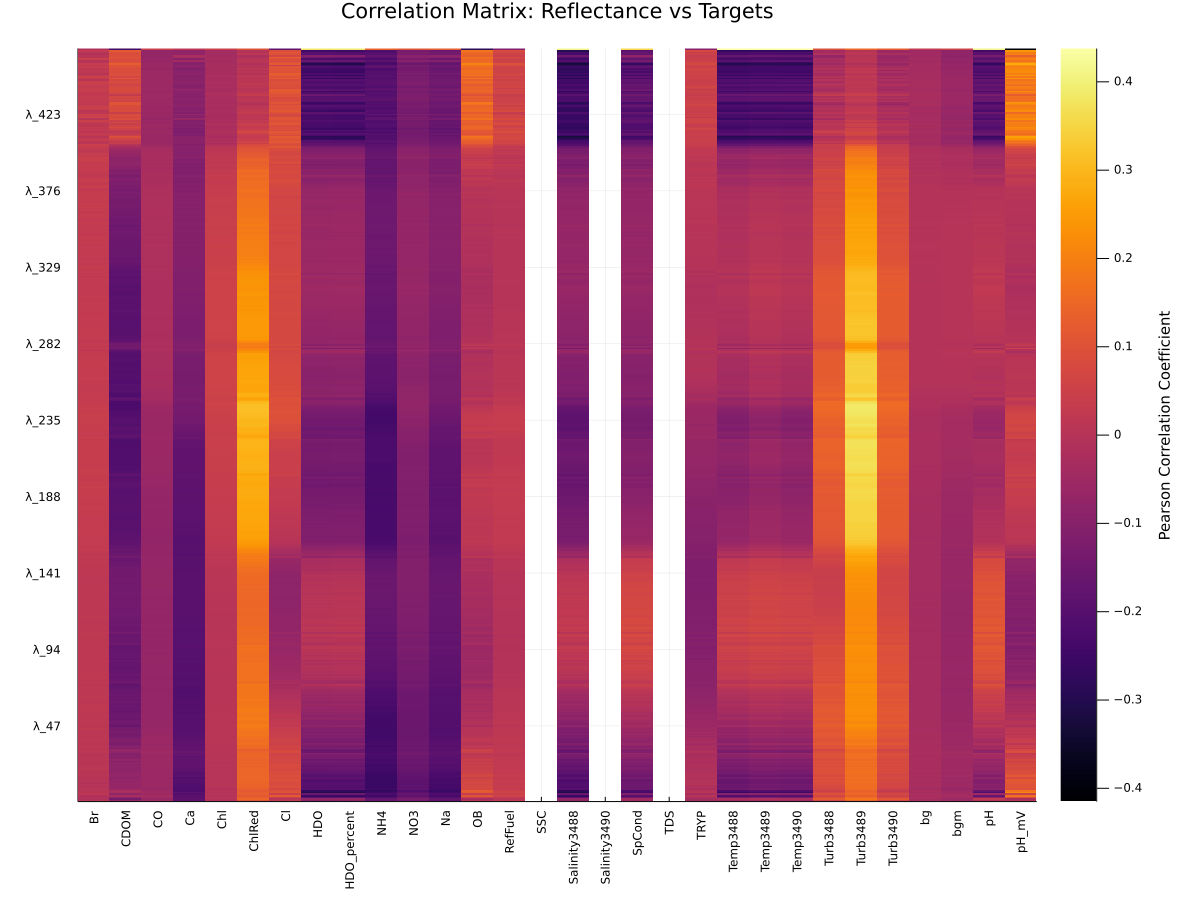 Correlation Matrix: Reflectance vs Targets
λ_423
λ_376
λ_329
λ_282
λ_235
λ_188
λ_141
λ_94
λ_47
Br
CDOM
CO
Ca
Chl
ChlRed
Cl
HDO
HDO_percent
NH4
NO3
Na
OB
RefFuel
SSC
Salinity3488
Salinity3490
SpCond
TDS
TRYP
Temp3488
Temp3489
Temp3490
Turb3488
Turb3489
Turb3490
bg
bgm
pH
pH_mV
0.4
0.3
0.2
0.1
0
−0.1
−0.2
−0.3
−0.4
Pearson Correlation Coefficient